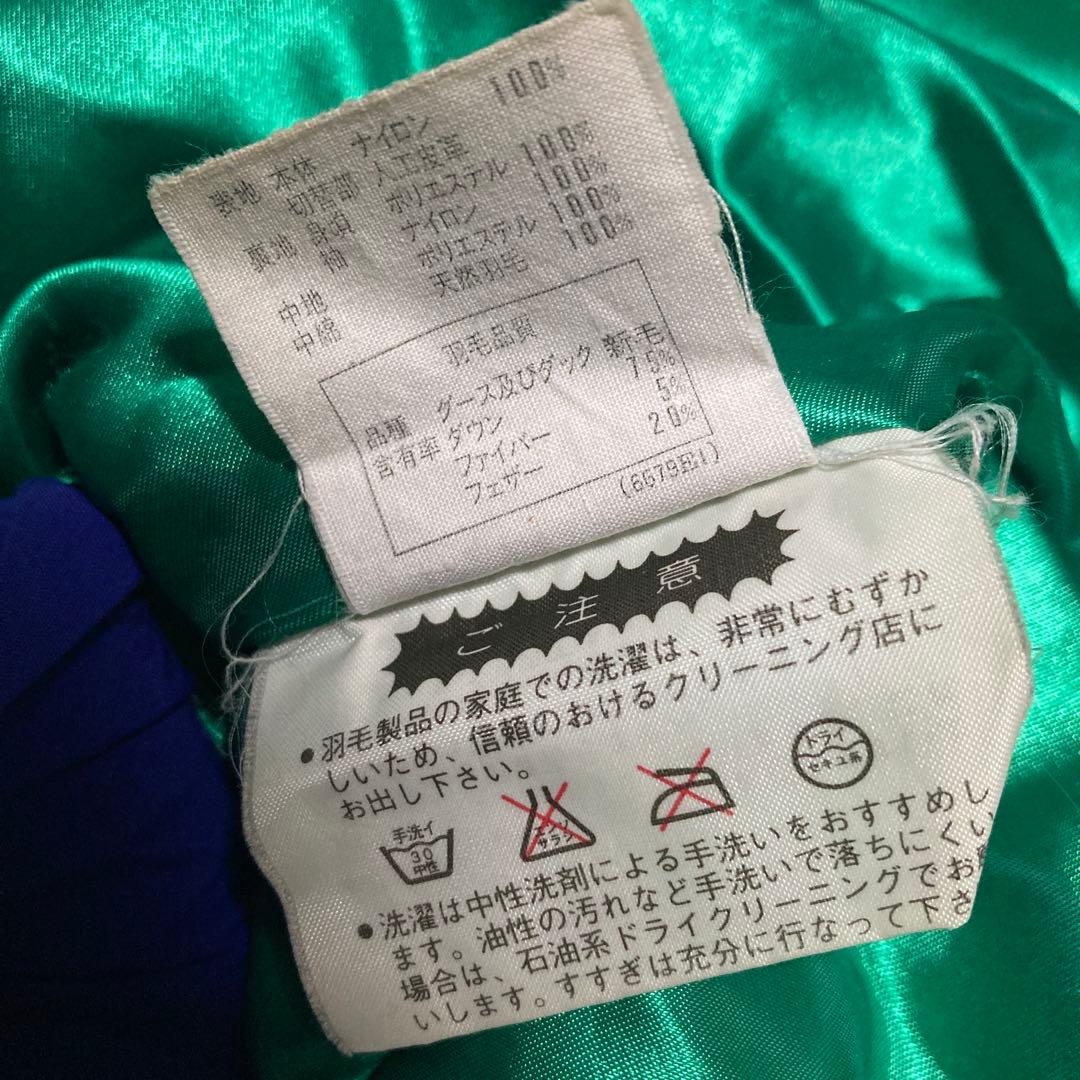 表地 本体 ナイロン 100%
切替部 人工皮革
裏地 身頃 ポリエステル 100%
袖 ナイロン 100%
中地 ポリエステル 100%
中綿 天然羽毛 100%
羽毛品質
品種 グース及びダック 新毛
含有率 ダウン 75%
ファイバー 5%
フェザー 20%
ご注意
●羽毛製品の家庭での洗濯は、非常にむずか
しいため、信頼のおけるクリーニング店に
お出し下さい。
手洗イ
30
中性
エンソ
サラシ
ドライ
セキユ系
●洗濯は中性洗剤による手洗いをおすすめし
ます。油性の汚れなど手洗いで落ちにくい
場合は、石油系ドライクリーニングでお
いします。すすぎは充分に行なって下さ